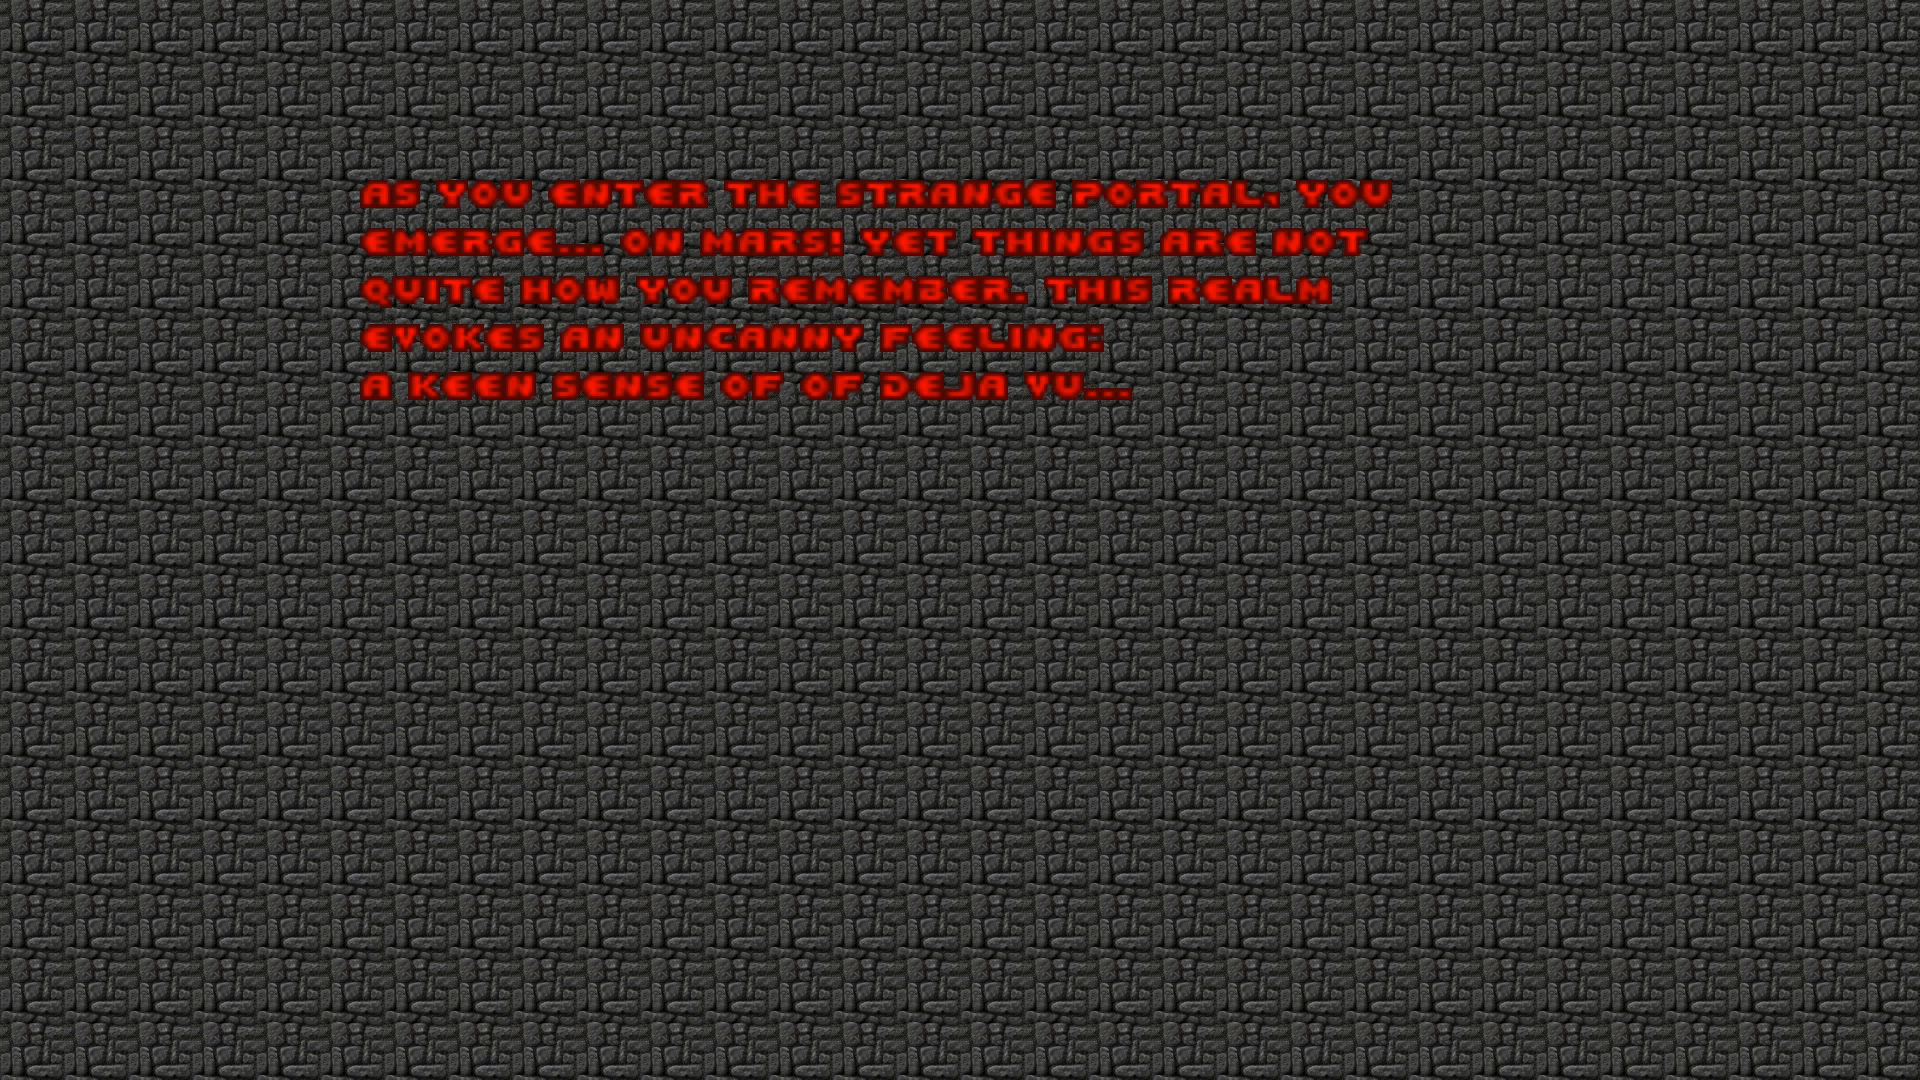 AS YOU ENTER THE STRANGE PORTAL, YOU
EMERGE... ON MARS! YET THINGS ARE NOT
QUITE HOW YOU REMEMBER. THIS REALM
EVOKES AN UNCANNY FEELING:
A KEEN SENSE OF OF DEJA VU...